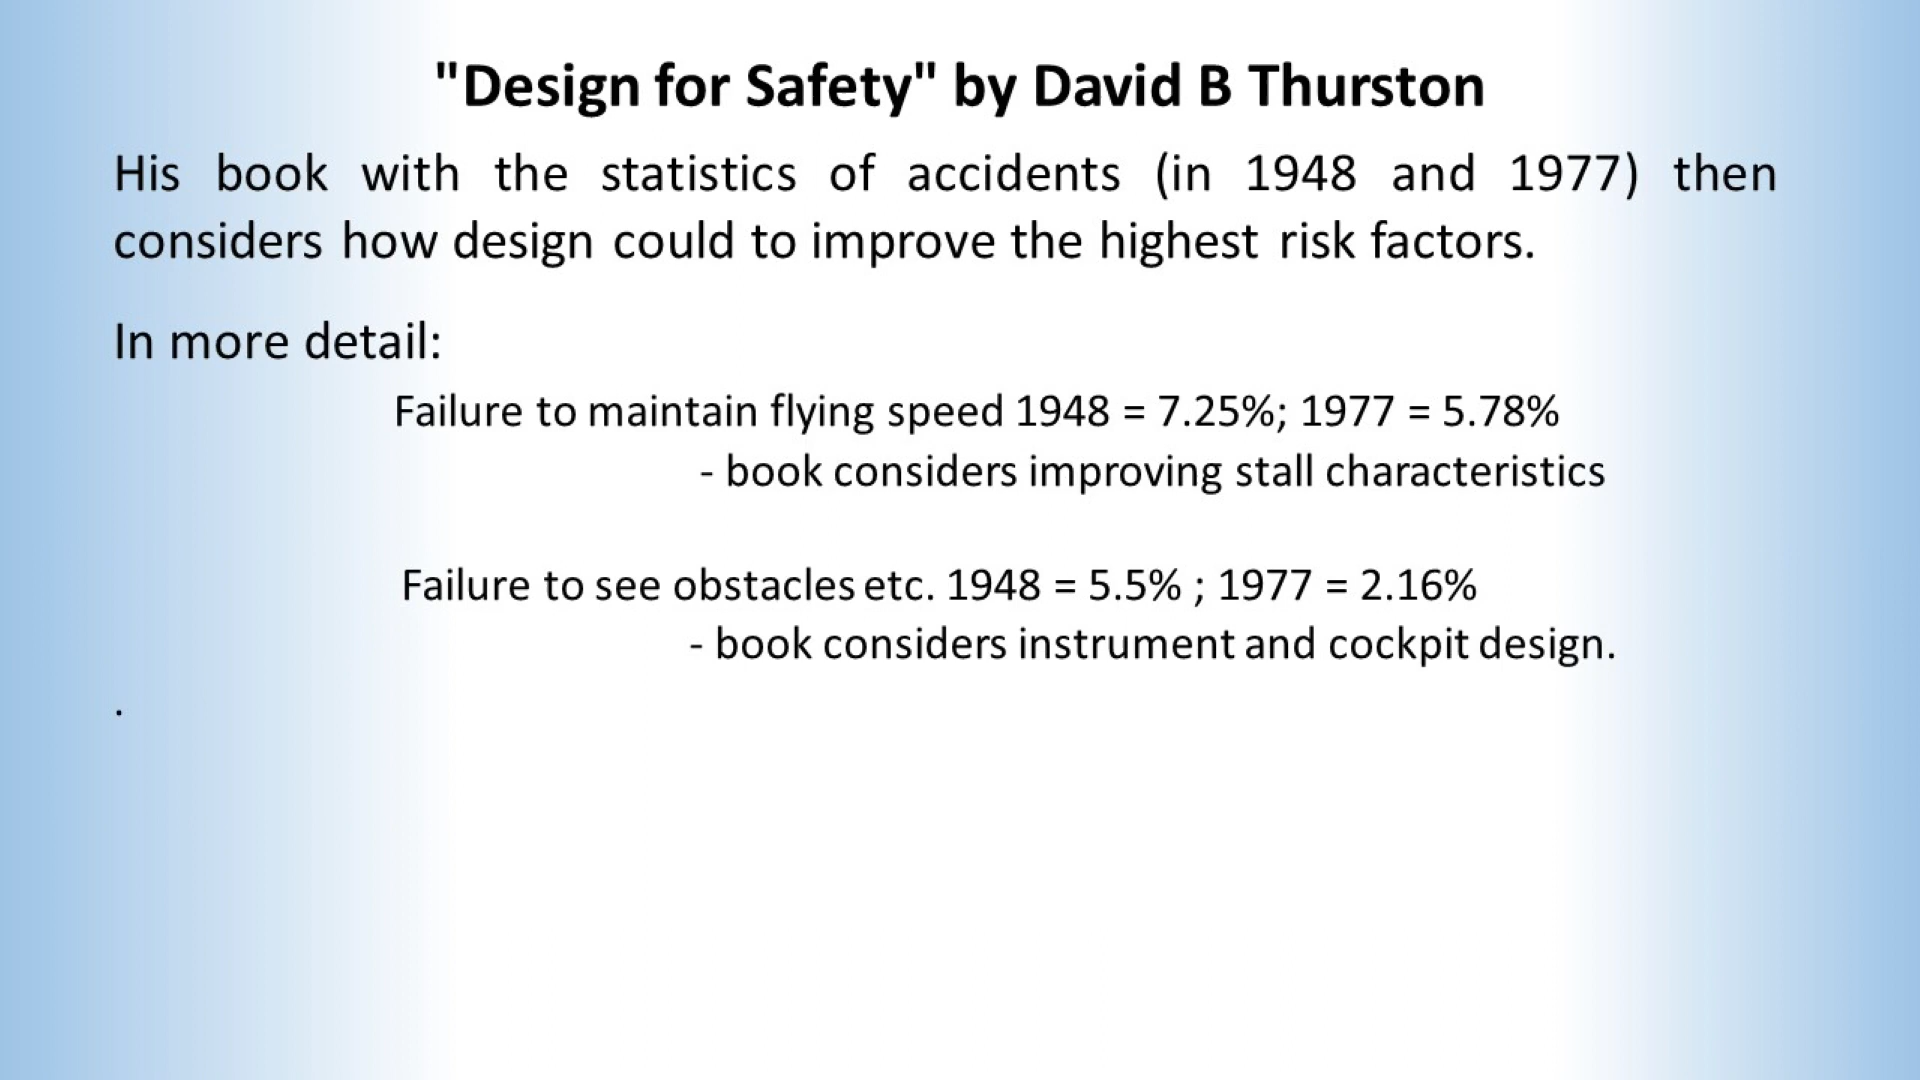 "Design for Safety" by David B Thurston
His book with the statistics of accidents (in 1948 and 1977) then
considers how design could to improve the highest risk factors.
In more detail:
Failure to maintain flying speed 1948 = 7.25%; 1977 = 5.78%
- book considers improving stall characteristics
Failure to see obstacles etc. 1948 = 5.5% ; 1977 = 2.16%
- book considers instrument and cockpit design.
.